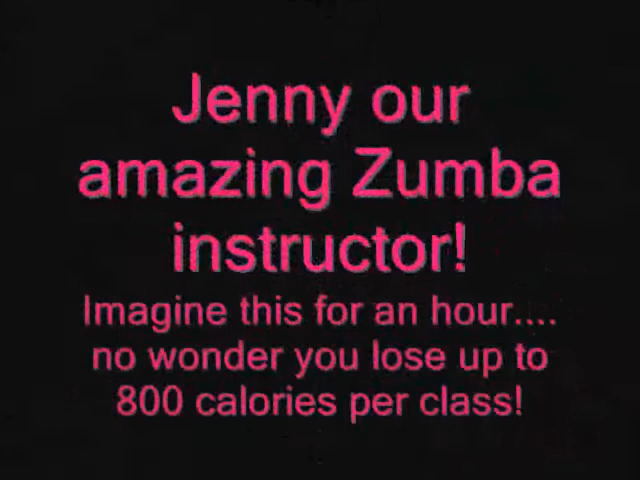 Jenny our
amazing Zumba
instructor!
Imagine this for an hour....
no wonder you lose up to
800 calories per class!